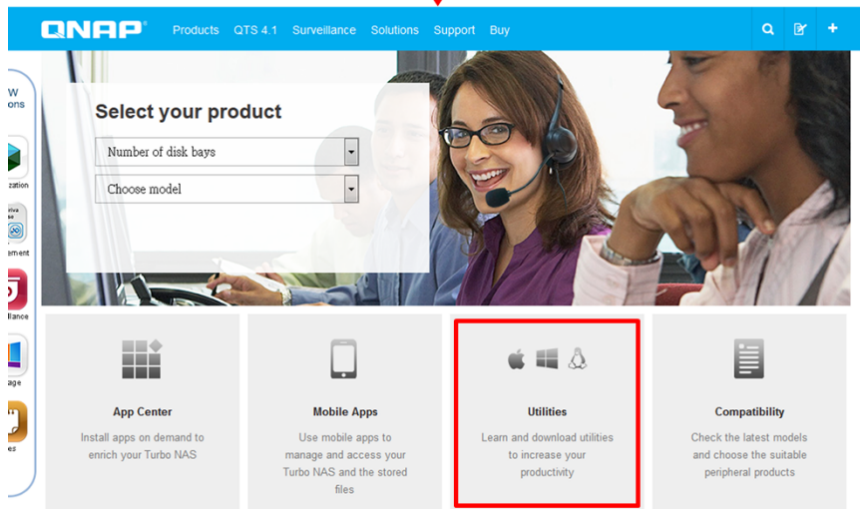 QNAP Products QTS 4.1 Surveillance Solutions Support Buy
Select your product
Number of disk bays
Choose model
App Center
Install apps on demand to
enrich your Turbo NAS
Mobile Apps
Use mobile apps to
manage and access your
Turbo NAS and the stored
files
Utilities
Learn and download utilities
to increase your
productivity
Compatibility
Check the latest models
and choose the suitable
peripheral products